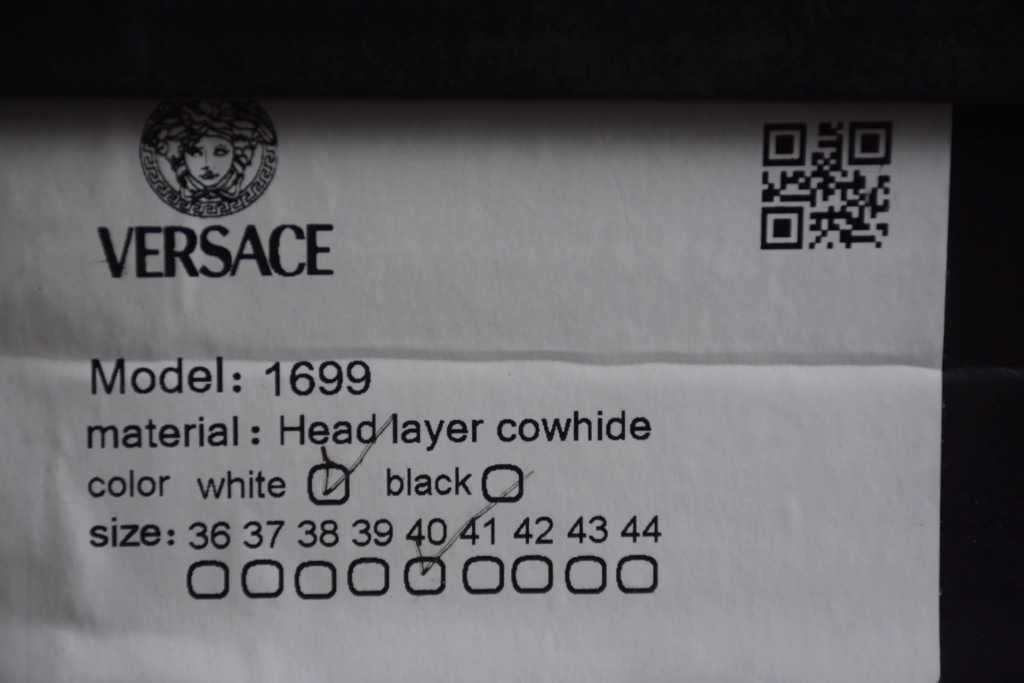 VERSACE
Model: 1699
material: Head layer cowhide
color white black
size: 36 37 38 39 40 41 42 43 44